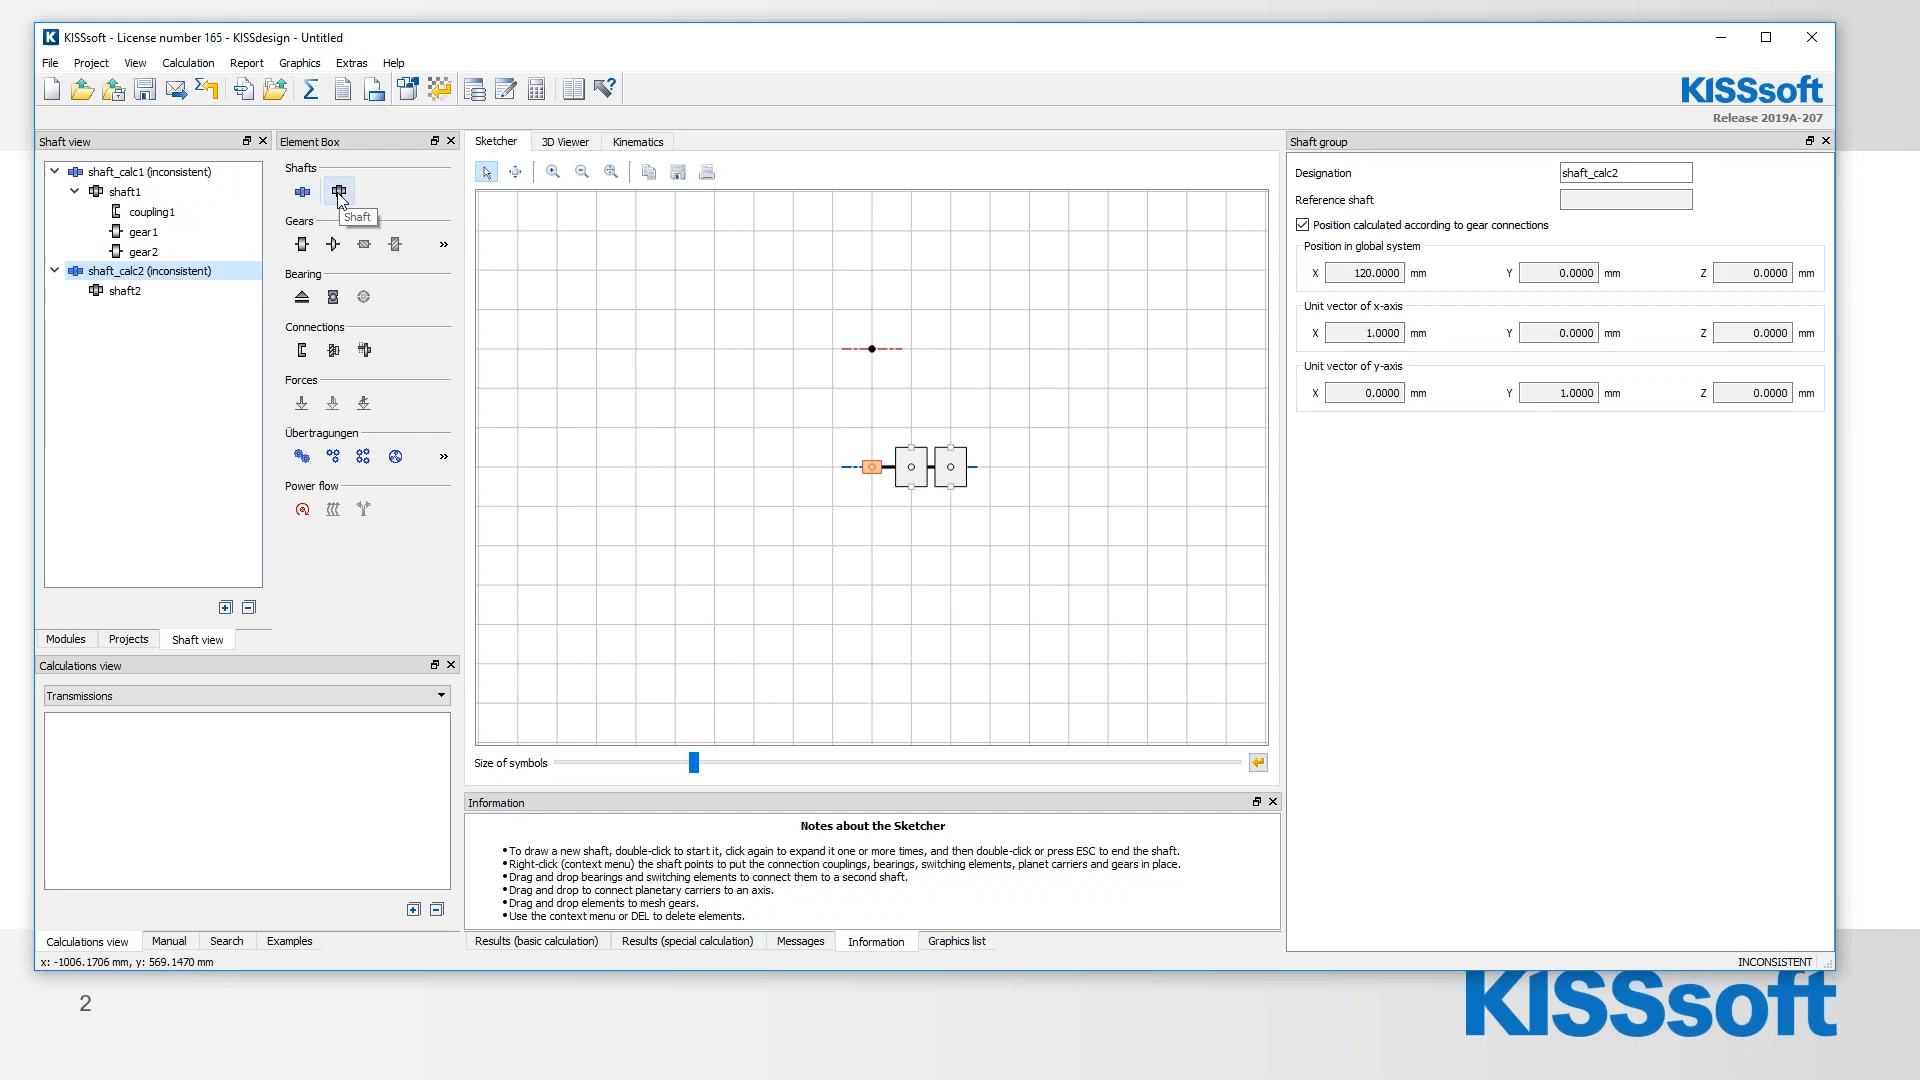 KISSsoft - License number 165 - KISSdesign - Untitled
File Project View Calculation Report Graphics Extras Help
KISSsoft
Release 2019A-207
Shaft view
shaft_calc1 (inconsistent)
shaft1
coupling1
gear1
gear2
shaft_calc2 (inconsistent)
shaft2
Modules Projects Shaft view
Element Box
Shafts
Shaft
Gears
»
Bearing
Connections
Forces
Übertragungen
»
Power flow
Calculations view
Transmissions
Calculations view Manual Search Examples
x: -1006.1706 mm, y: 569.1470 mm
Sketcher 3D Viewer Kinematics
Size of symbols
Information
Notes about the Sketcher
•To draw a new shaft, double-click to start it, click again to expand it one or more times, and then double-click or press ESC to end the shaft.
•Right-click (context menu) the shaft points to put the connection couplings, bearings, switching elements, planet carriers and gears in place.
•Drag and drop bearings and switching elements to connect them to a second shaft.
•Drag and drop to connect planetary carriers to an axis.
•Drag and drop elements to mesh gears.
•Use the context menu or DEL to delete elements.
Results (basic calculation) Results (special calculation) Messages Information Graphics list
Shaft group
Designation shaft_calc2
Reference shaft
Position calculated according to gear connections
Position in global system
X 120.0000 mm Y 0.0000 mm Z 0.0000 mm
Unit vector of x-axis
X 1.0000 mm Y 0.0000 mm Z 0.0000 mm
Unit vector of y-axis
X 0.0000 mm Y 1.0000 mm Z 0.0000 mm
INCONSISTENT
2
KISSsoft